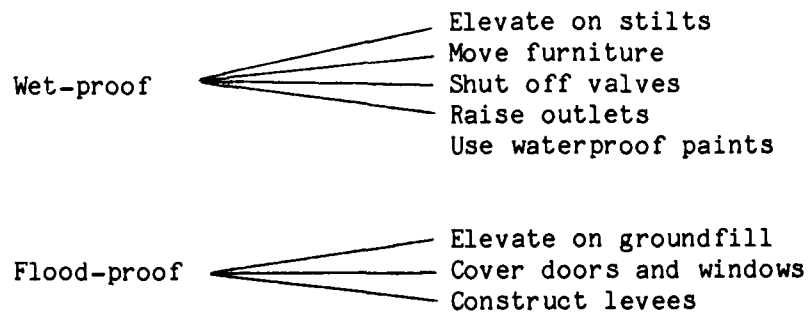 Elevate on stilts
Move furniture
Wet-proof
Shut off valves
Raise outlets
Use waterproof paints
Elevate on groundfill
Flood-proof
Cover doors and windows
Construct levees